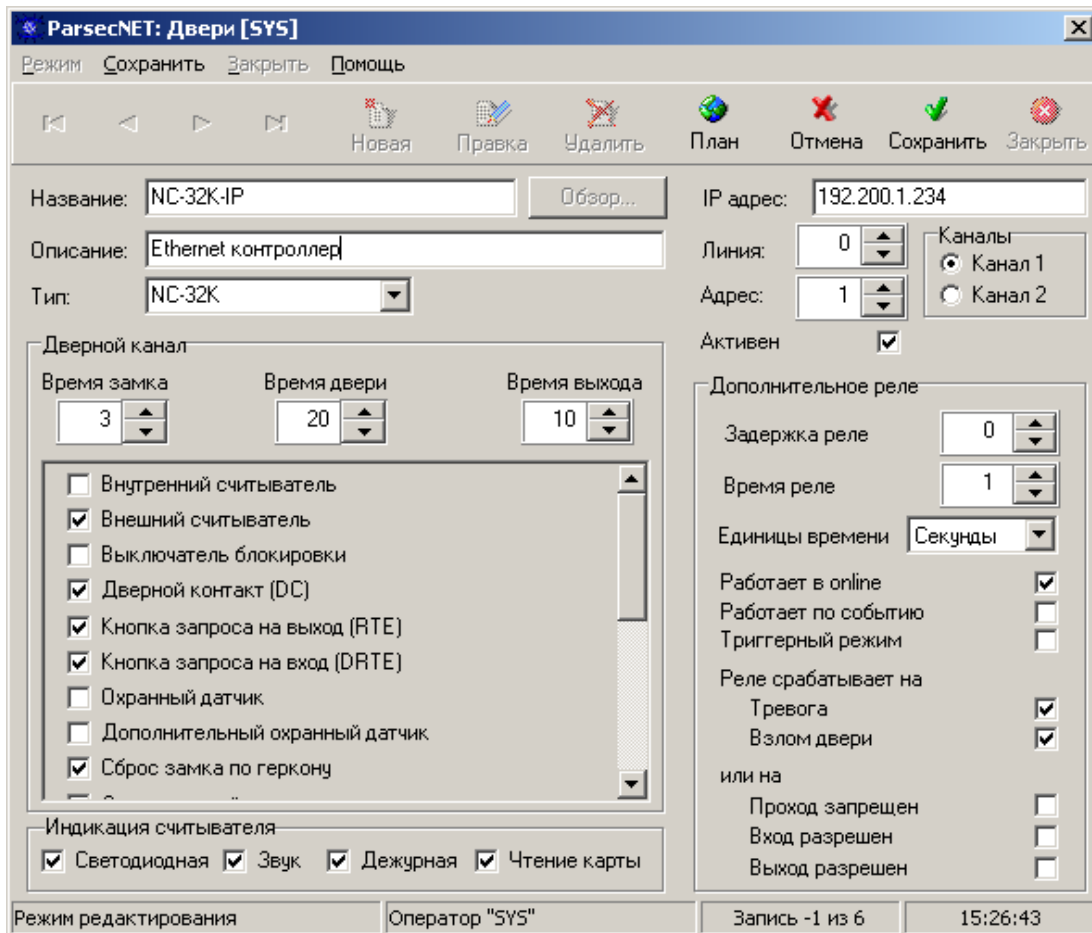 ParsecNET: Двери [SYS]
Режим Сохранить Закрыть Помощь
Новая Правка Удалить План Отмена Сохранить Закрыть
Название: NC-32K-IP Обзор...
Описание: Ethernet контроллер
Тип: NC-32K
IP адрес: 192.200.1.234
Линия: 0
Адрес: 1
Каналы
Канал 1
Канал 2
Активен
Дверной канал
Время замка Время двери Время выхода
3 20 10
Внутренний считыватель
Внешний считыватель
Выключатель блокировки
Дверной контакт (DC)
Кнопка запроса на выход (RTE)
Кнопка запроса на вход (DRTE)
Охранный датчик
Дополнительный охранный датчик
Сброс замка по геркону
Индикация считывателя
Светодиодная Звук Дежурная Чтение карты
Дополнительное реле
Задержка реле 0
Время реле 1
Единицы времени Секунды
Работает в online
Работает по событию
Триггерный режим
Реле срабатывает на
Тревога
Взлом двери
или на
Проход запрещен
Вход разрешен
Выход разрешен
Режим редактирования Оператор "SYS" Запись -1 из 6 15:26:43